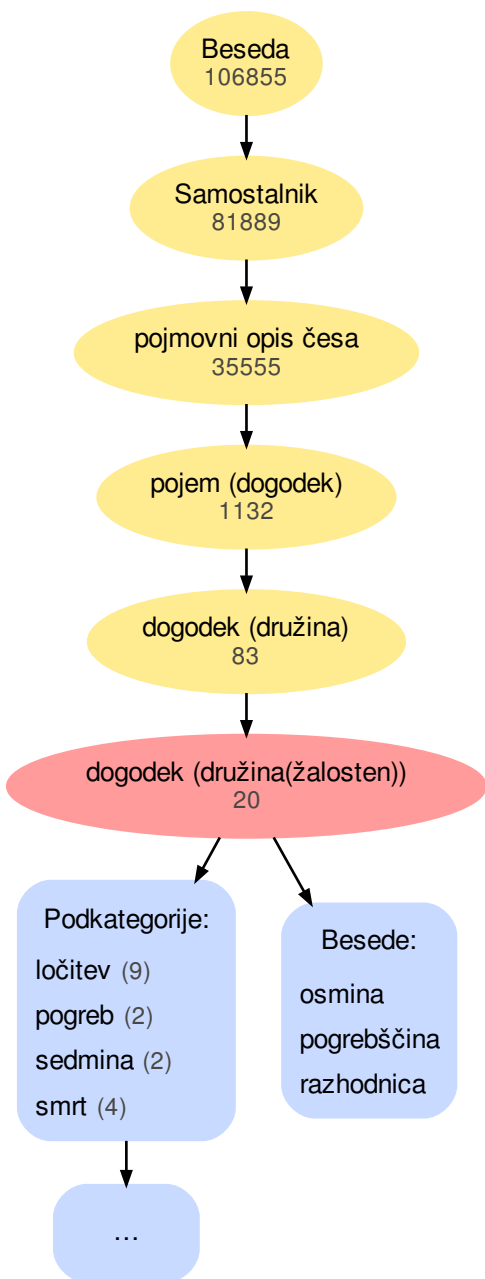 Beseda
106855
Samostalnik
81889
pojmovni opis česa
35555
pojem (dogodek)
1132
dogodek (družina)
83
dogodek (družina(žalosten))
20
Podkategorije:
ločitev (9)
pogreb (2)
sedmina (2)
smrt (4)
Besede:
osmina
pogrebščina
razhodnica
...